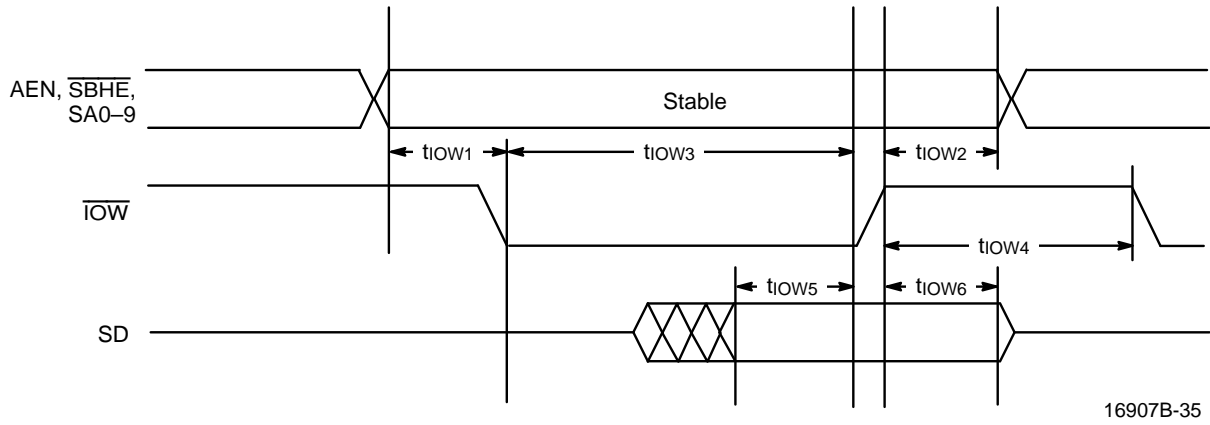 AEN, SBHE,
SA0–9
Stable
tIOW1
tIOW3
tIOW2
IOW
tIOW4
tIOW5
tIOW6
SD
16907B-35